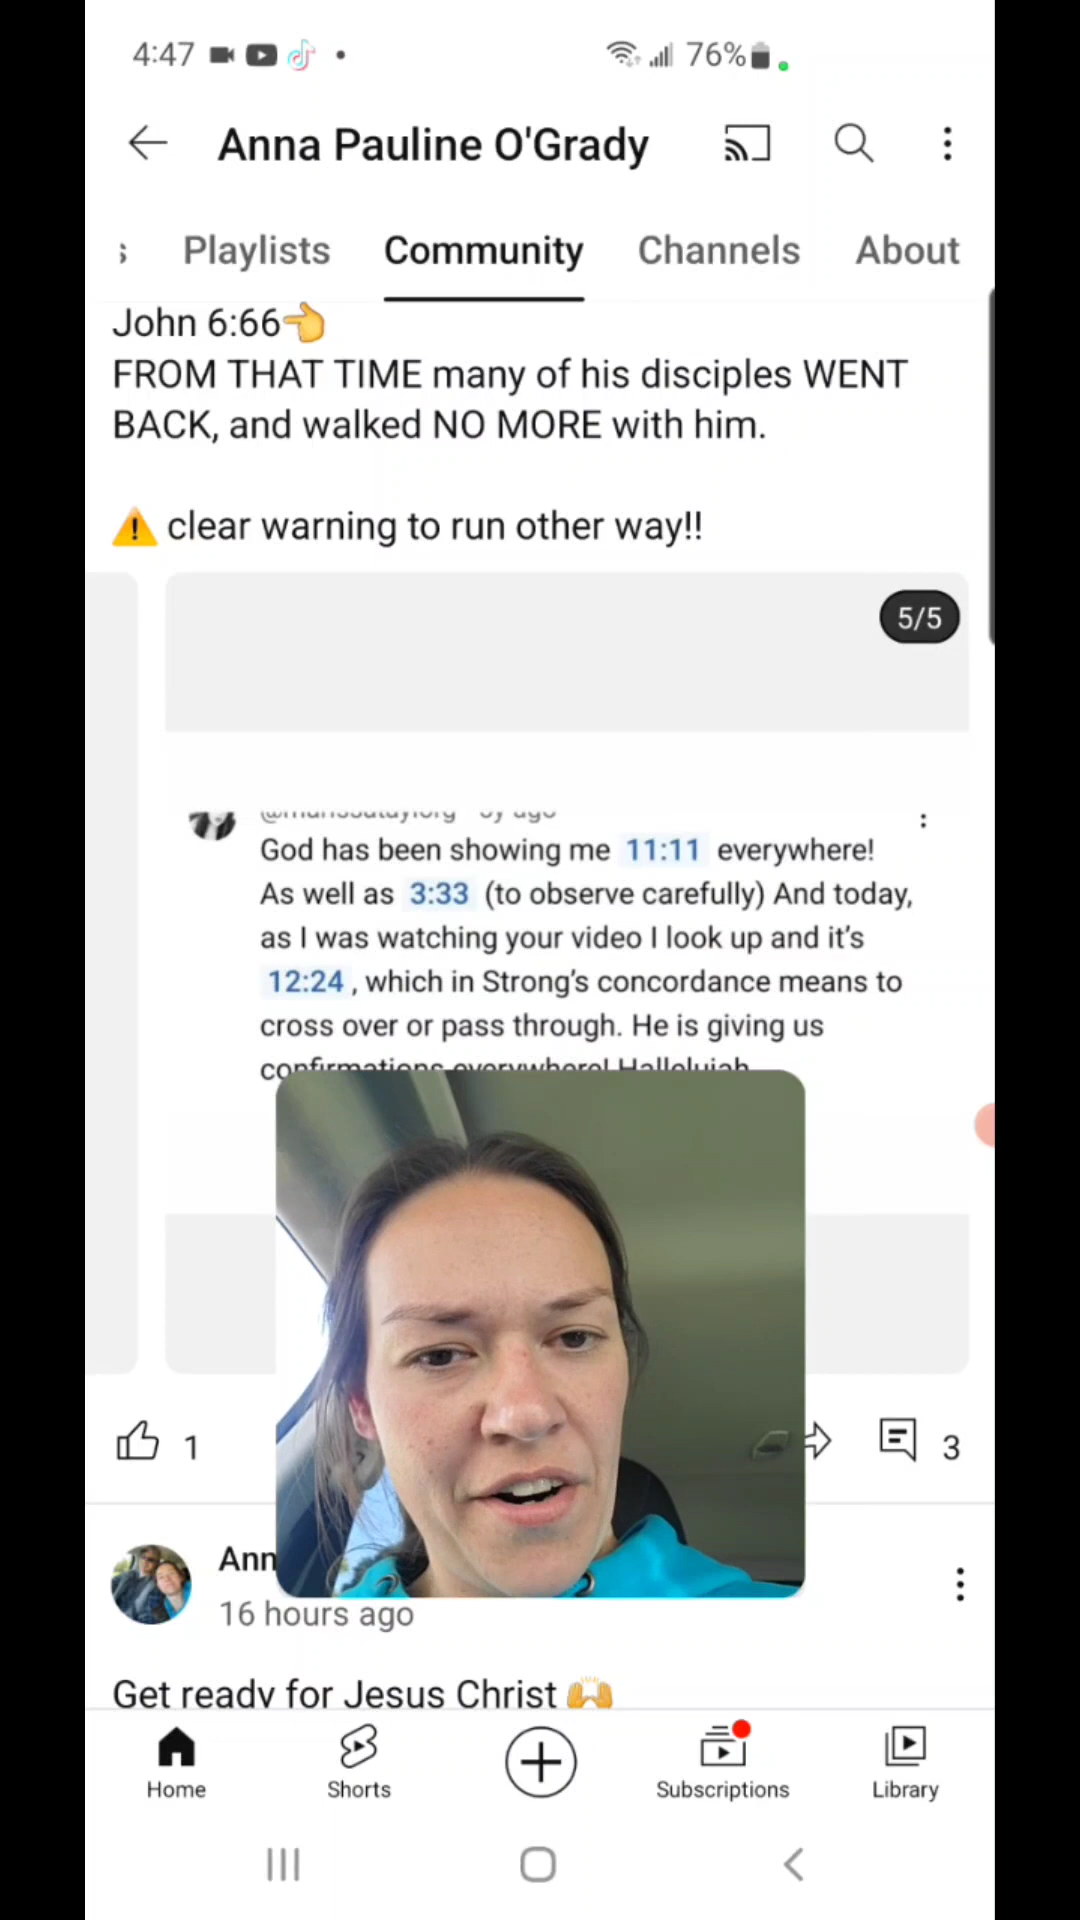 4:47
76%
Anna Pauline O'Grady
s Playlists Community Channels About
John 6:66👈
FROM THAT TIME many of his disciples WENT
BACK, and walked NO MORE with him.
⚠️ clear warning to run other way!!
5/5
God has been showing me 11:11 everywhere!
As well as 3:33 (to observe carefully) And today,
as I was watching your video I look up and it's
12:24 , which in Strong's concordance means to
cross over or pass through. He is giving us
confirmations everywhere! Hallelujah
1
3
Ann
16 hours ago
Get ready for Jesus Christ 🙌
Home Shorts Subscriptions Library